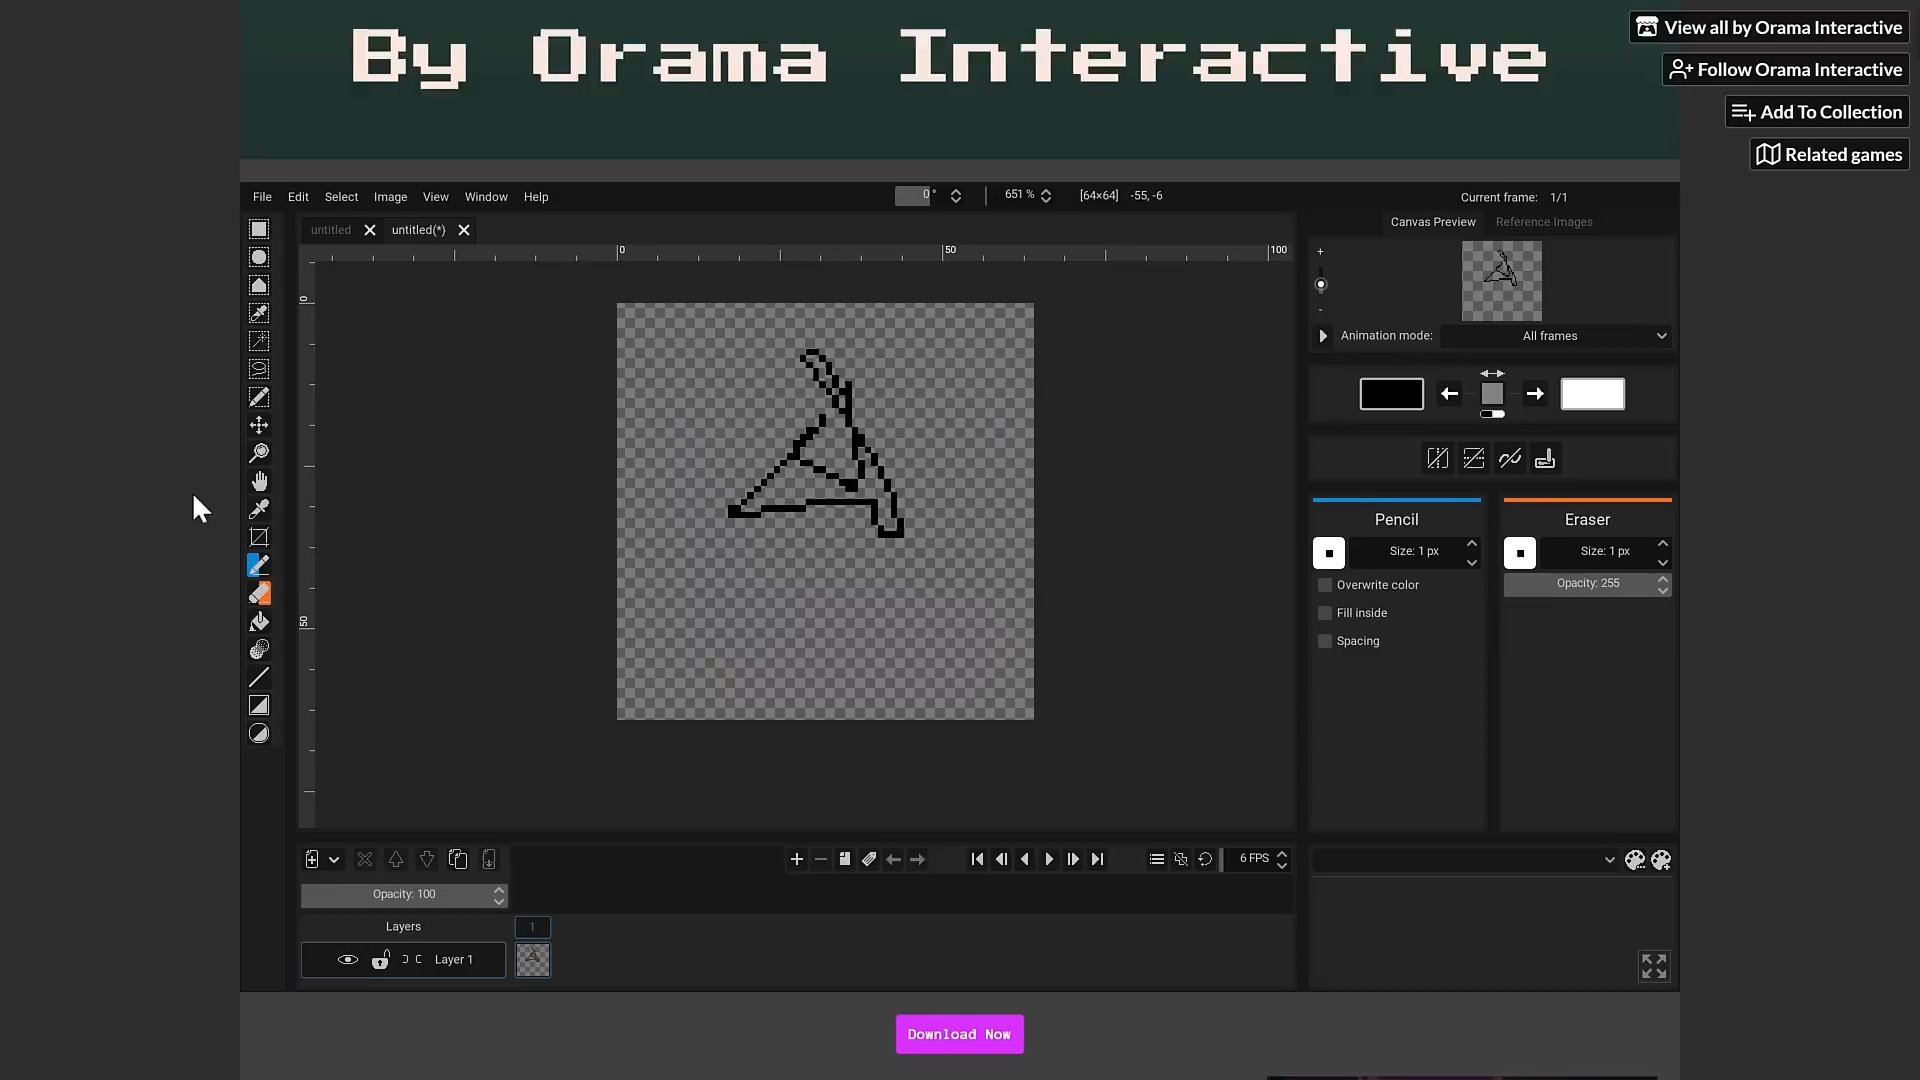 By Orama Interactive
View all by Orama Interactive
Follow Orama Interactive
Add To Collection
Related games
File Edit Select Image View Window Help
0° 651 % [64×64] -55, -6
Current frame: 1/1
Canvas Preview Reference Images
untitled untitled(*)
0 50 100
0
+
-
Animation mode: All frames
Pencil Eraser
Size: 1 px Size: 1 px
Overwrite color Opacity: 255
Fill inside
50
Spacing
6 FPS
Opacity: 100
Layers 1
Layer 1
Download Now